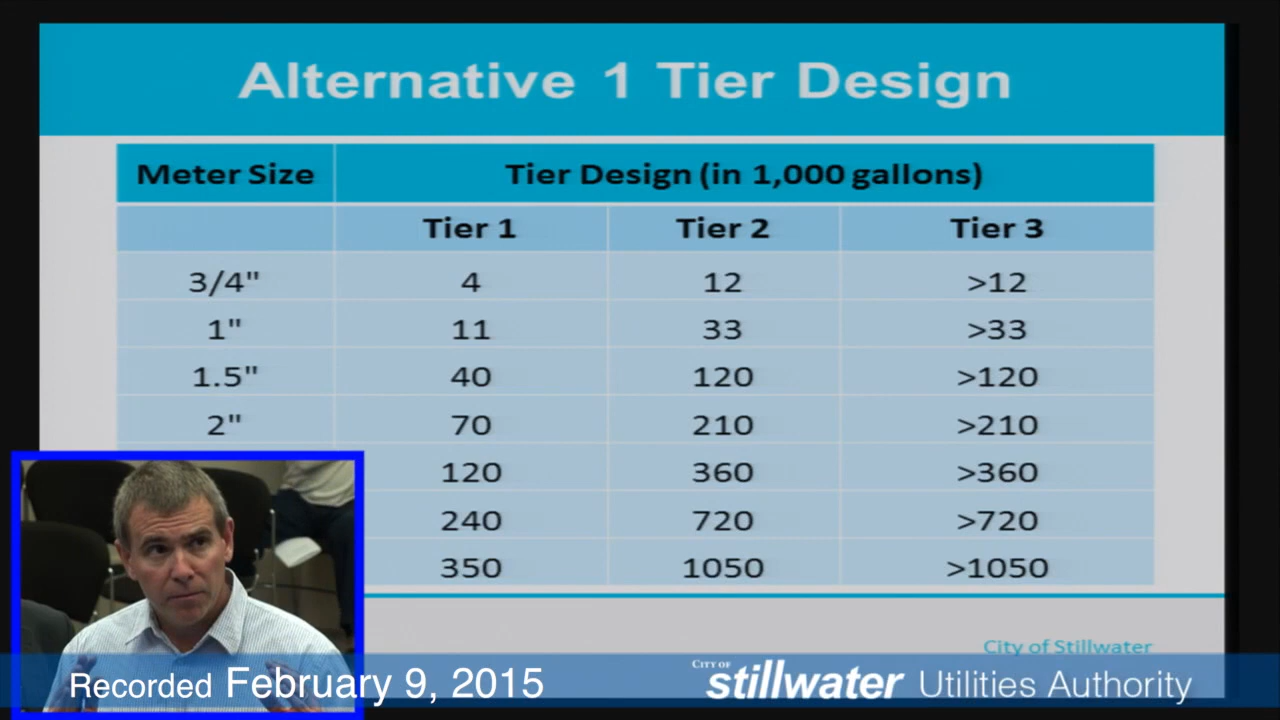 Alternative 1 Tier Design
Meter Size Tier Design (in 1,000 gallons)
Tier 1 Tier 2 Tier 3
3/4" 4 12 >12
1" 11 33 >33
1.5" 40 120 >120
2" 70 210 >210
120 360 >360
240 720 >720
350 1050 >1050
City of Stillwater
Recorded February 9, 2015
CITY OF stillwater Utilities Authority